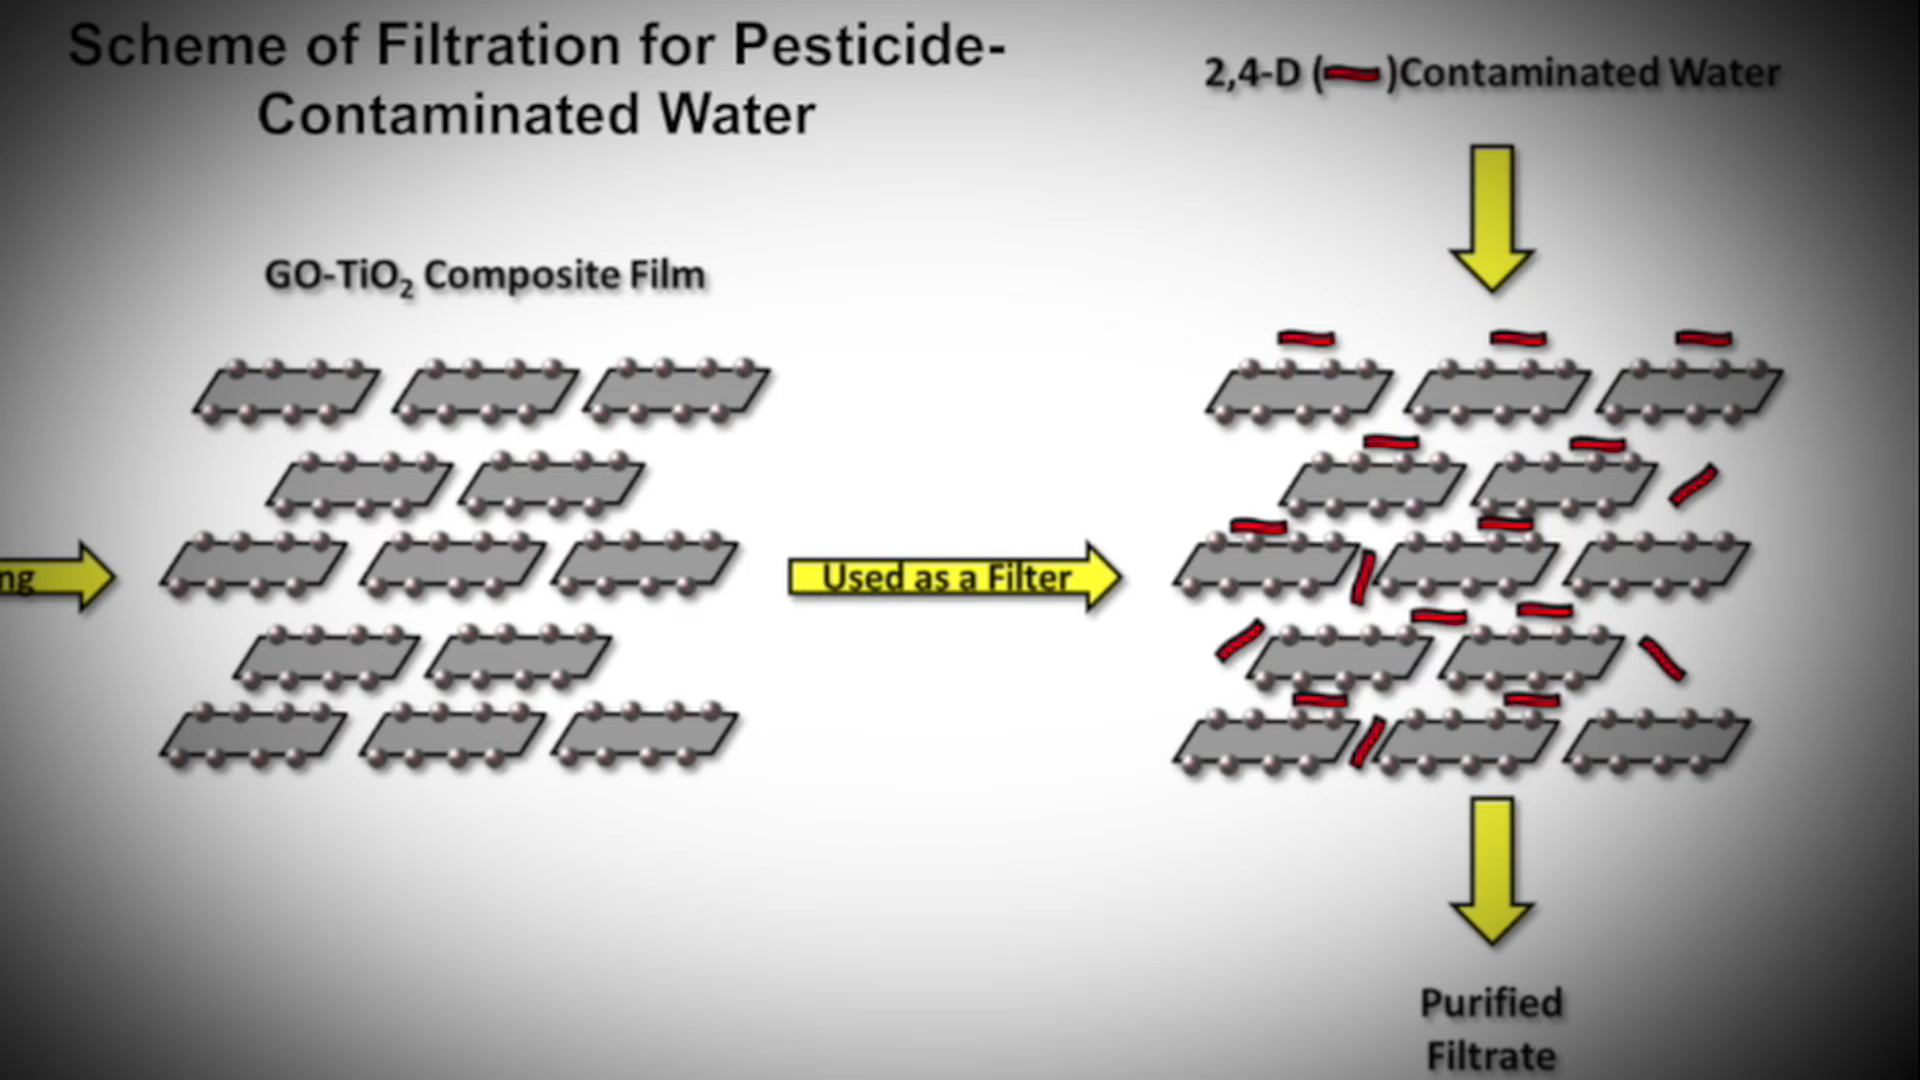 Scheme of Filtration for Pesticide-
Contaminated Water
2,4-D ( )Contaminated Water
GO-TiO₂ Composite Film
ng
Used as a Filter
Purified
Filtrate